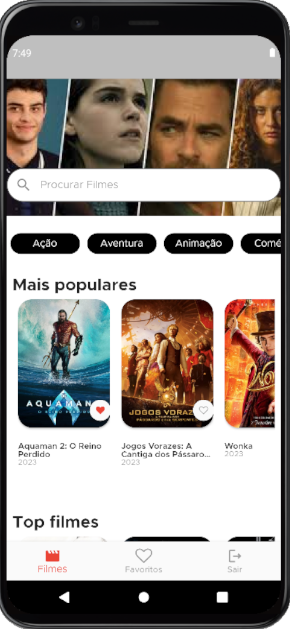 7:49
Procurar Filmes
Ação
Aventura
Animação
Comé
Mais populares
AQUAMAN
JOGOS VORAZES
Aquaman 2: O Reino
Perdido
2023
Jogos Vorazes: A
Cantiga dos Pássaro...
2023
Wonka
2023
Top filmes
Filmes
Favoritos
Sair